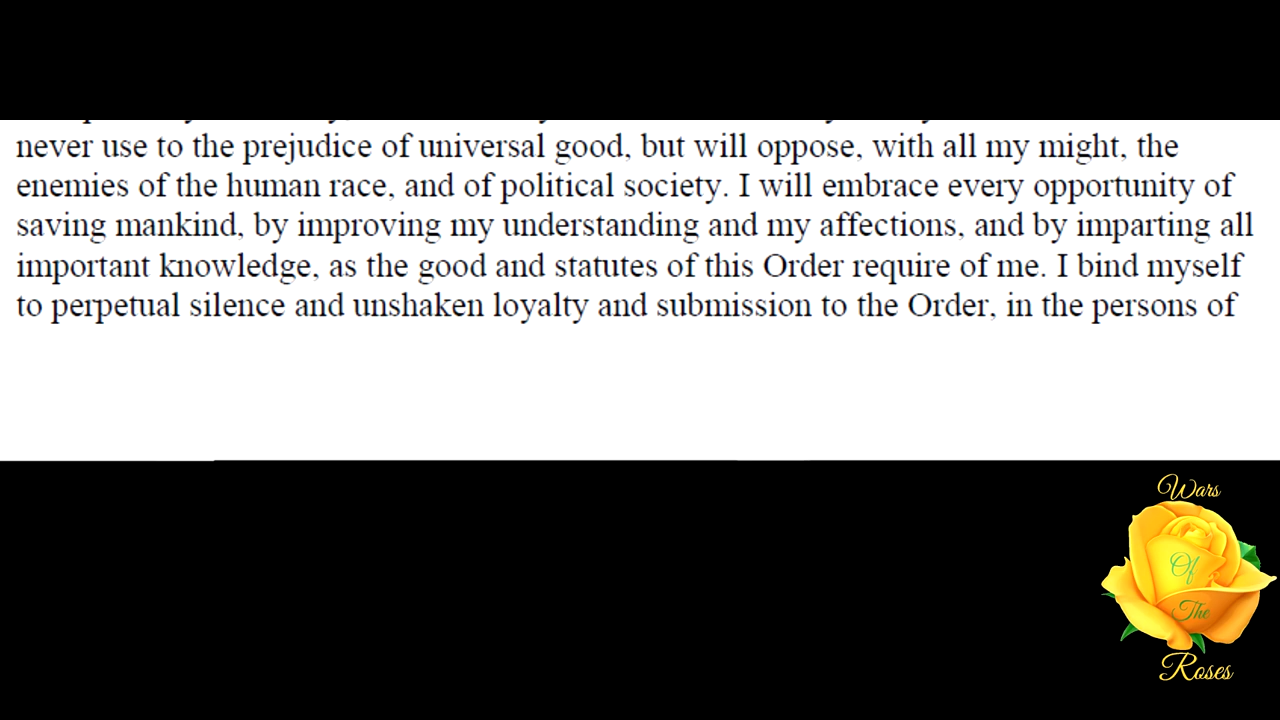 never use to the prejudice of universal good, but will oppose, with all my might, the
enemies of the human race, and of political society. I will embrace every opportunity of
saving mankind, by improving my understanding and my affections, and by imparting all
important knowledge, as the good and statutes of this Order require of me. I bind myself
to perpetual silence and unshaken loyalty and submission to the Order, in the persons of
Wars
Of
The
Roses